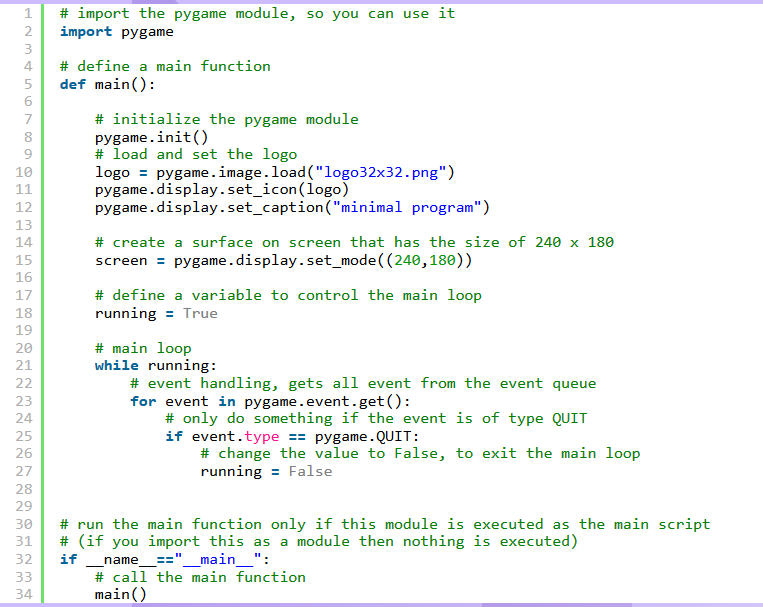 1 # import the pygame module, so you can use it
2 import pygame
3
4 # define a main function
5 def main():
6
7     # initialize the pygame module
8     pygame.init()
9     # load and set the logo
10     logo = pygame.image.load("logo32x32.png")
11     pygame.display.set_icon(logo)
12     pygame.display.set_caption("minimal program")
13
14     # create a surface on screen that has the size of 240 x 180
15     screen = pygame.display.set_mode((240,180))
16
17     # define a variable to control the main loop
18     running = True
19
20     # main loop
21     while running:
22         # event handling, gets all event from the event queue
23         for event in pygame.event.get():
24             # only do something if the event is of type QUIT
25             if event.type == pygame.QUIT:
26                 # change the value to False, to exit the main loop
27                 running = False
28
29
30 # run the main function only if this module is executed as the main script
31 # (if you import this as a module then nothing is executed)
32 if __name__=="__main__":
33     # call the main function
34     main()